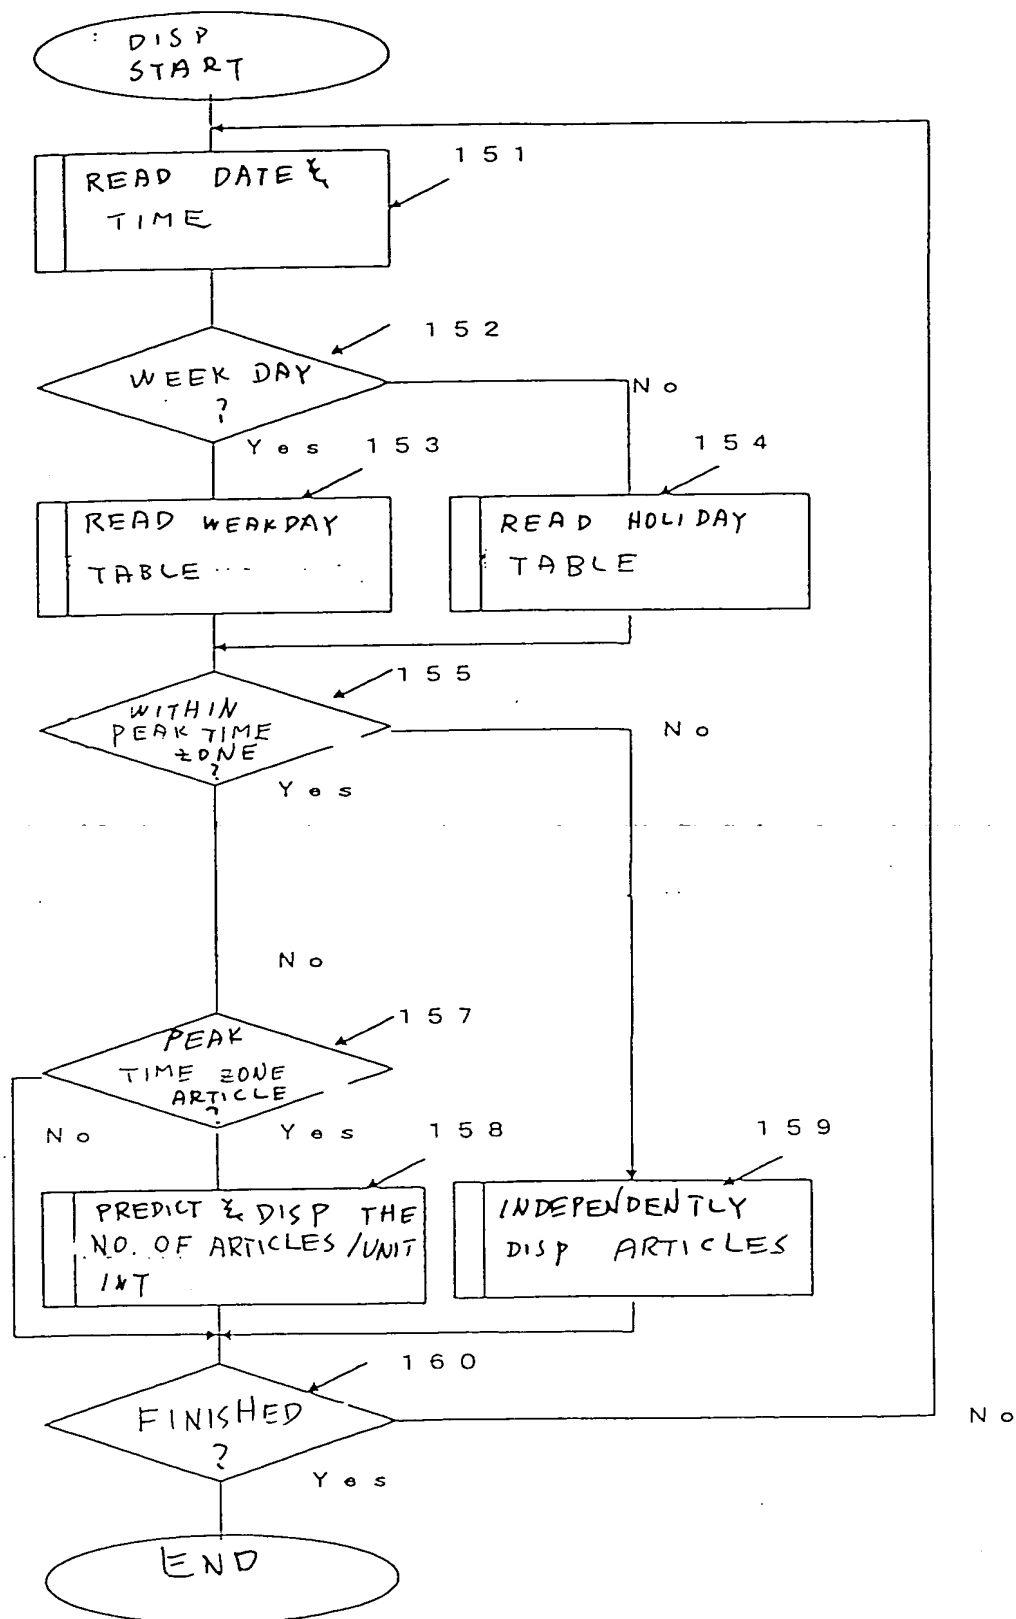 DISP
START
151
READ DATE &
TIME
152
WEEK DAY
?
No
Yes
153
154
READ WEAKDAY
TABLE
READ HOLIDAY
TABLE
155
WITHIN
PEAK TIME
ZONE
?
No
Yes
No
157
PEAK
TIME ZONE
ARTICLE
?
No
Yes
158
159
PREDICT & DISP THE
NO. OF ARTICLES /UNIT
INT
INDEPENDENTLY
DISP ARTICLES
160
FINISHED
?
No
Yes
END